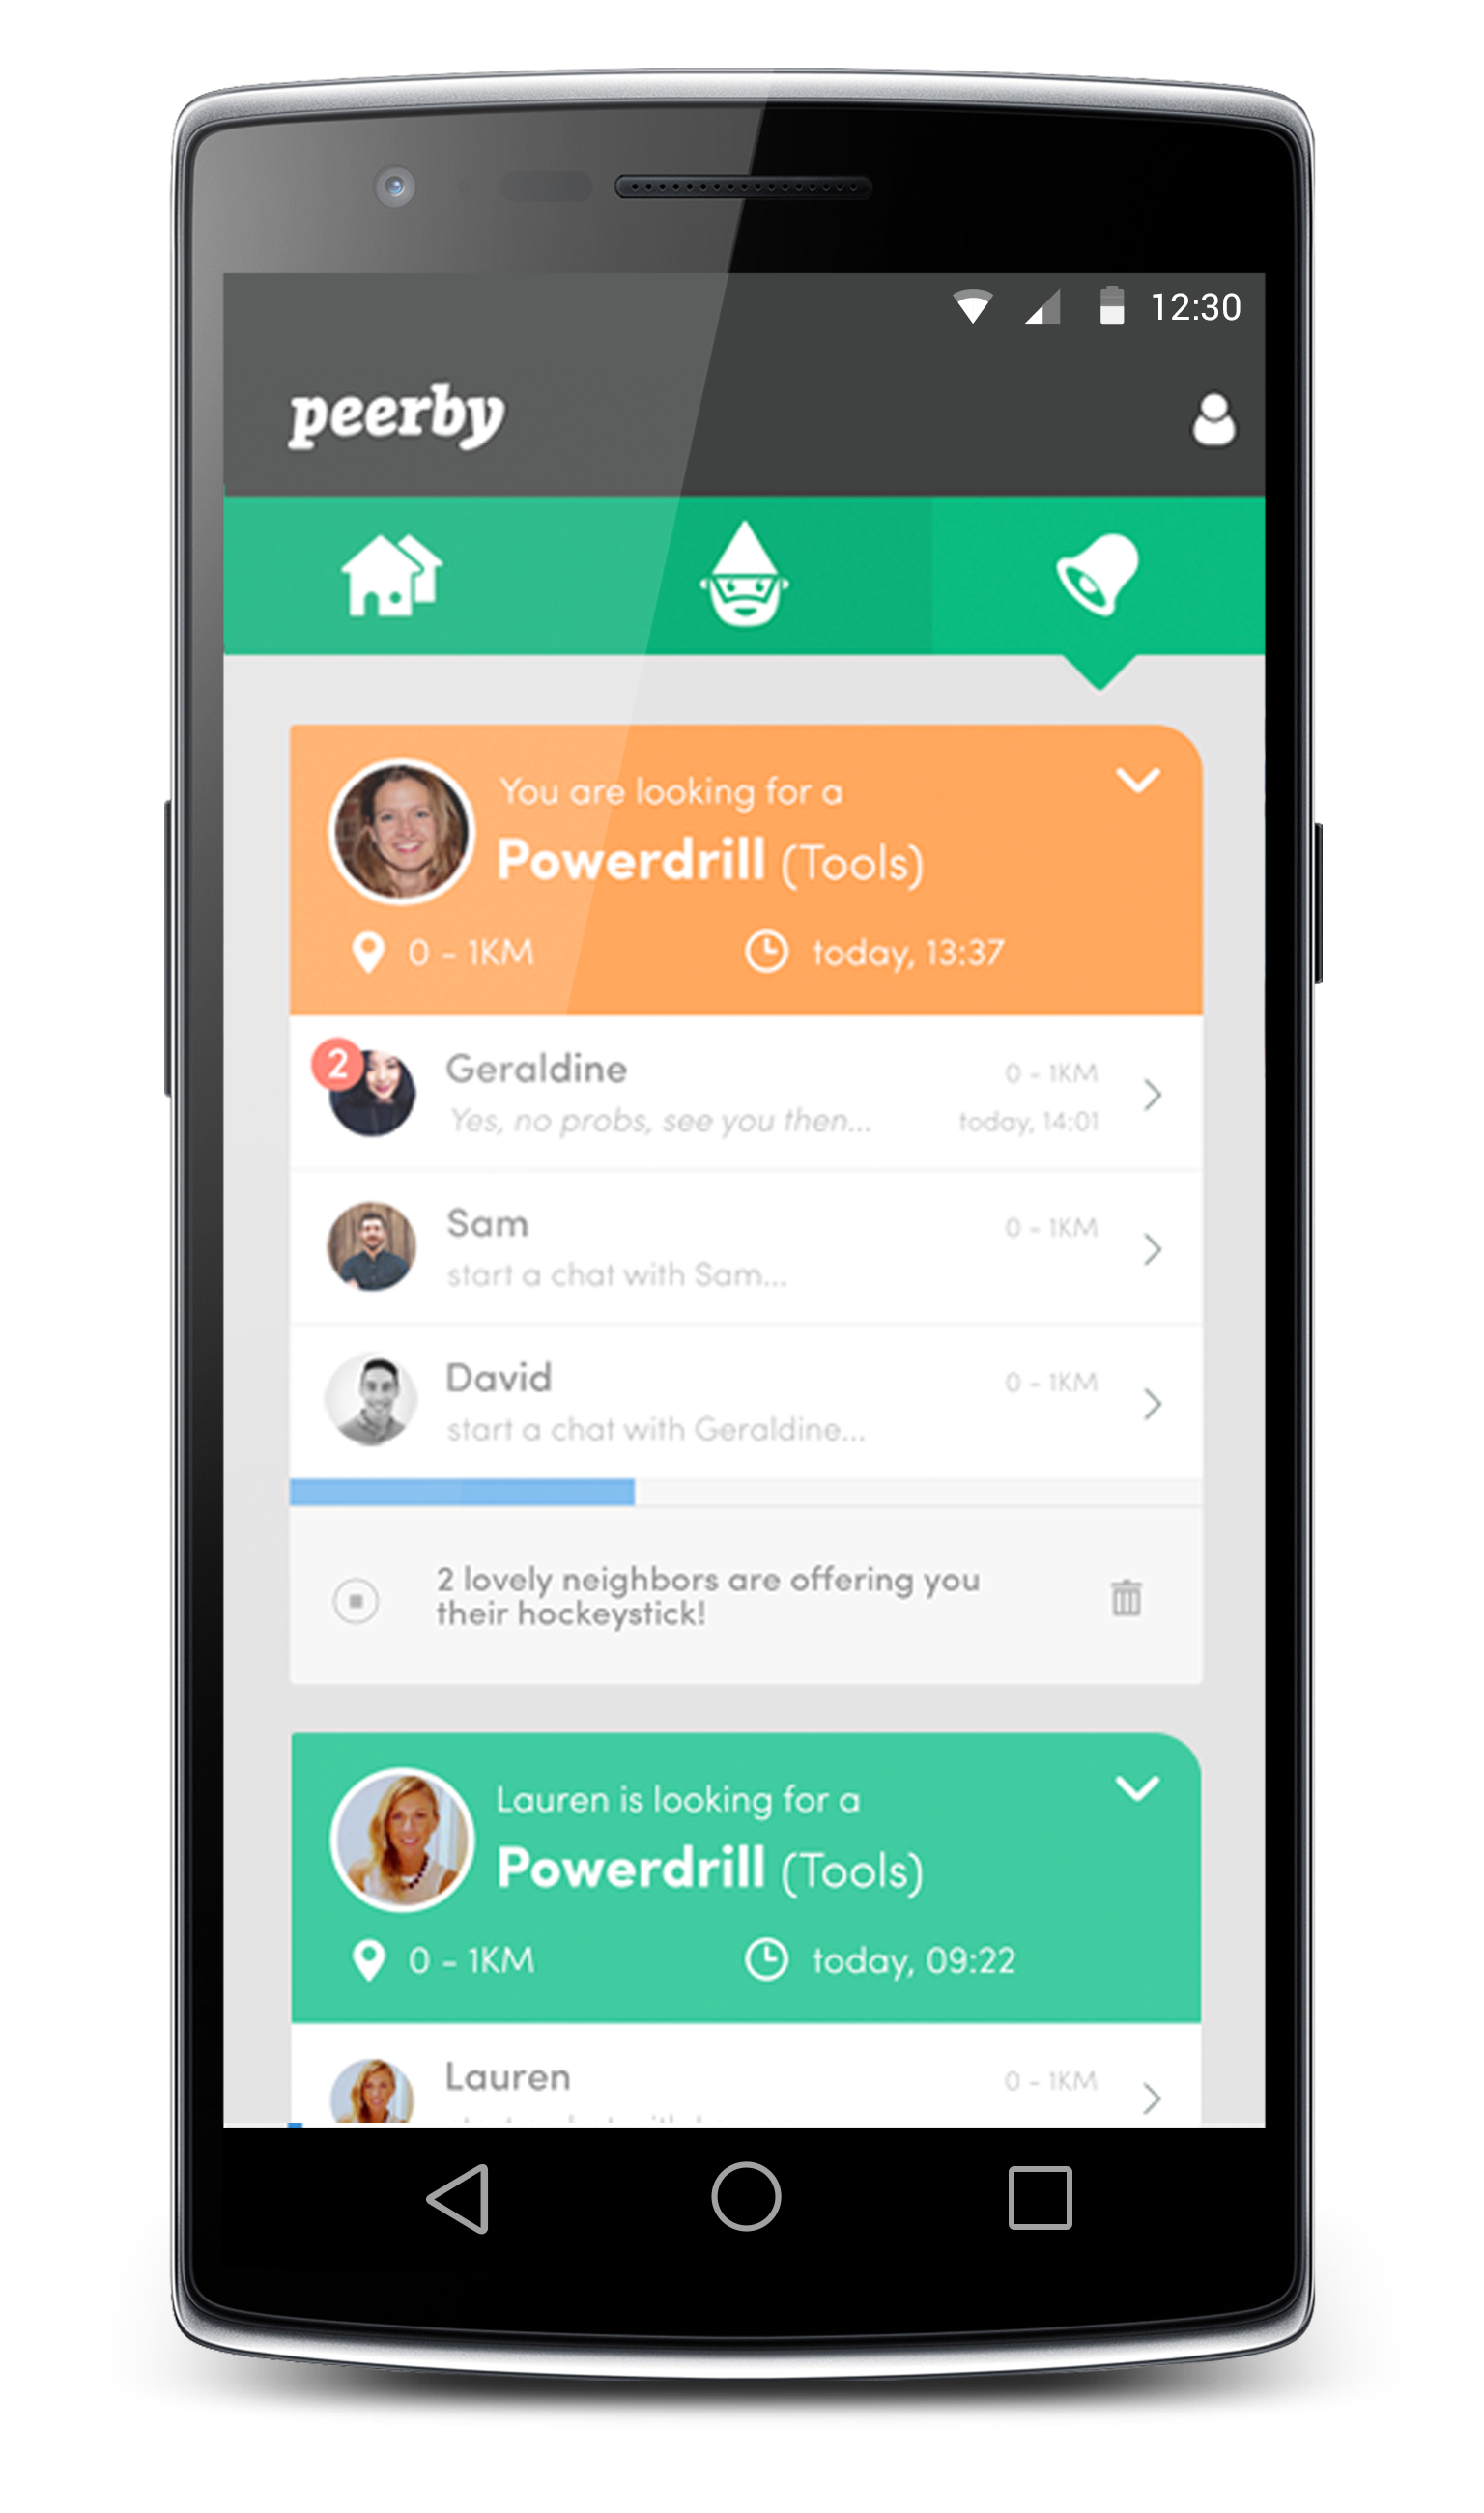 12:30
peerby
You are looking for a
Powerdrill (Tools)
0 - 1KM today, 13:37
2
Geraldine 0 - 1KM
Yes, no probs, see you then... today, 14:01
Sam 0 - 1KM
start a chat with Sam...
David 0 - 1KM
start a chat with Geraldine...
2 lovely neighbors are offering you
their hockeystick!
Lauren is looking for a
Powerdrill (Tools)
0 - 1KM today, 09:22
Lauren 0 - 1KM